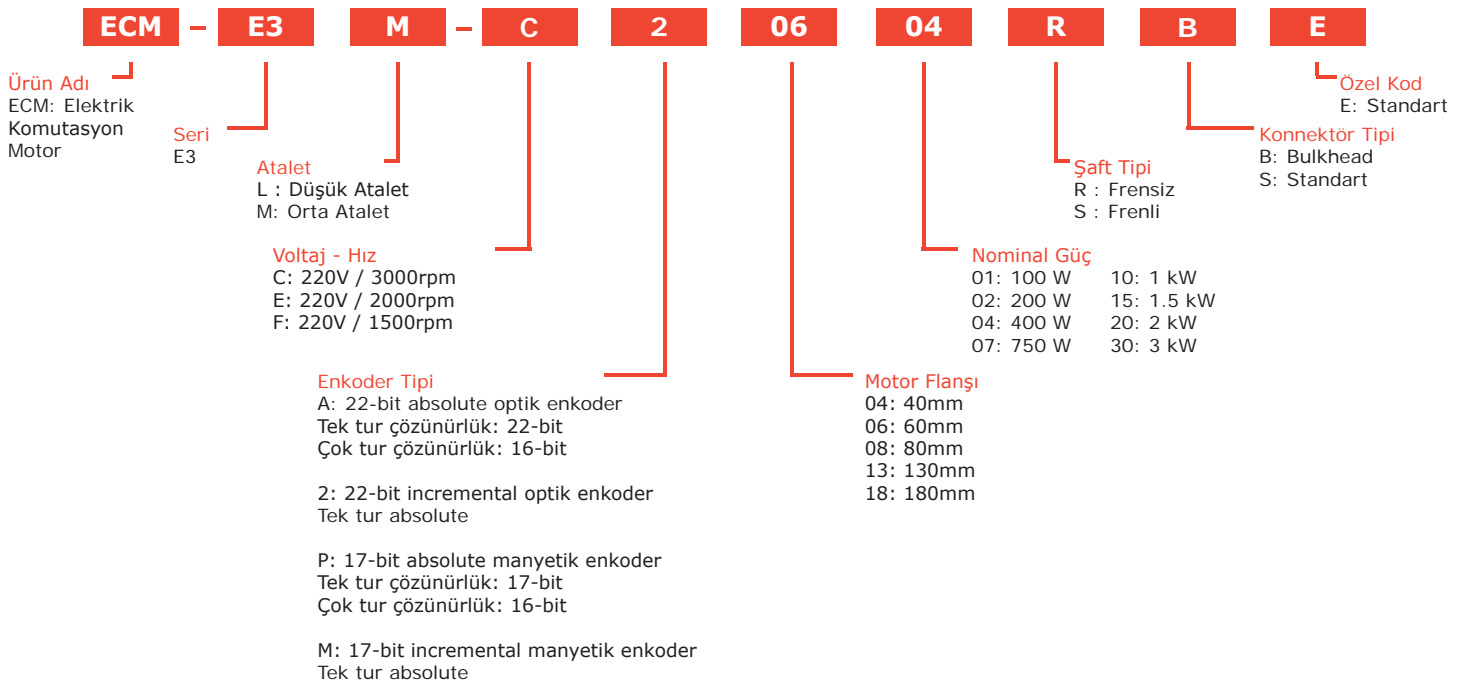 ECM – E3 M – C 2 06 04 R B E
Ürün Adı
ECM: Elektrik
Komutasyon
Motor
Seri
E3
Atalet
L : Düşük Atalet
M: Orta Atalet
Voltaj - Hız
C: 220V / 3000rpm
E: 220V / 2000rpm
F: 220V / 1500rpm
Enkoder Tipi
A: 22-bit absolute optik enkoder
Tek tur çözünürlük: 22-bit
Çok tur çözünürlük: 16-bit
2: 22-bit incremental optik enkoder
Tek tur absolute
P: 17-bit absolute manyetik enkoder
Tek tur çözünürlük: 17-bit
Çok tur çözünürlük: 16-bit
M: 17-bit incremental manyetik enkoder
Tek tur absolute
Motor Flanşı
04: 40mm
06: 60mm
08: 80mm
13: 130mm
18: 180mm
Nominal Güç
01: 100 W 10: 1 kW
02: 200 W 15: 1.5 kW
04: 400 W 20: 2 kW
07: 750 W 30: 3 kW
Şaft Tipi
R : Frensiz
S : Frenli
Konnektör Tipi
B: Bulkhead
S: Standart
Özel Kod
E: Standart